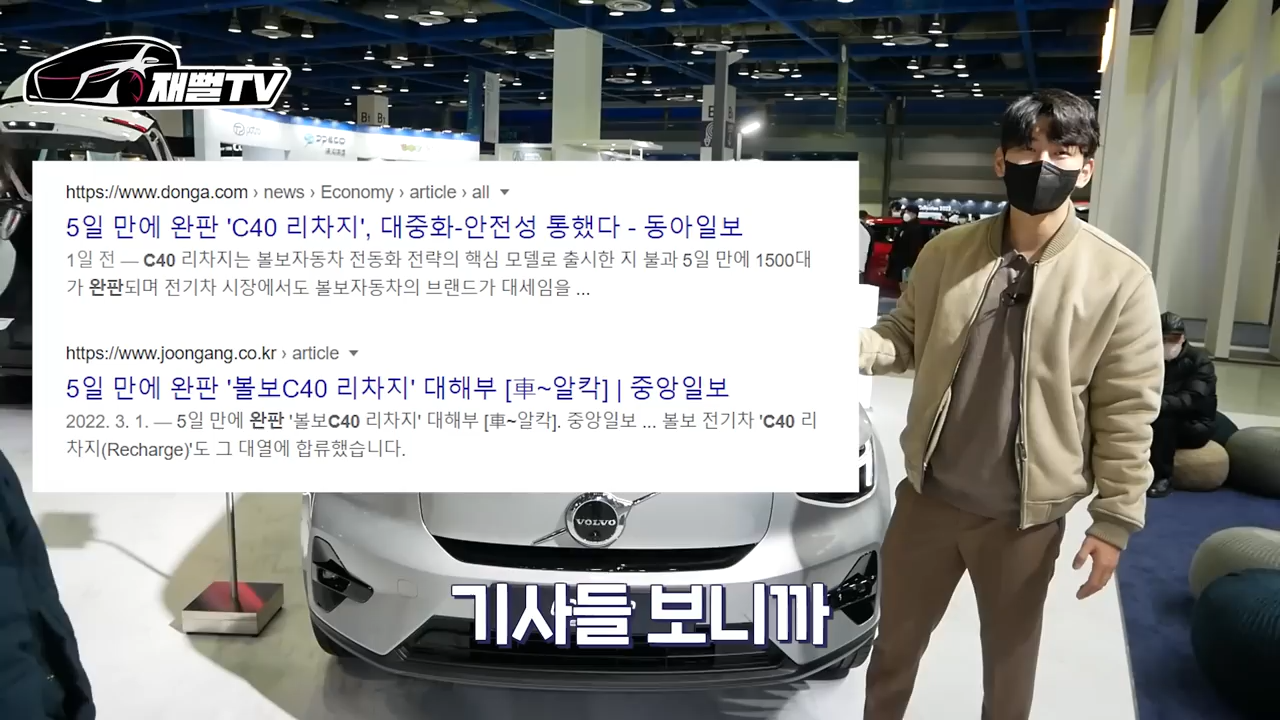 재뻘TV
https://www.donga.com › news › Economy › article › all
5일 만에 완판 'C40 리차지', 대중화-안전성 통했다 - 동아일보
1일 전 — C40 리차지는 볼보자동차 전동화 전략의 핵심 모델로 출시한 지 불과 5일 만에 1500대
가 완판되며 전기차 시장에서도 볼보자동차의 브랜드가 대세임을 ...
https://www.joongang.co.kr › article
5일 만에 완판 '볼보C40 리차지' 대해부 [車~알칵] | 중앙일보
2022. 3. 1. — 5일 만에 완판 '볼보C40 리차지' 대해부 [車~알칵]. 중앙일보 ... 볼보 전기차 'C40 리
차지(Recharge)'도 그 대열에 합류했습니다.
VOLVO
기사들 보니까